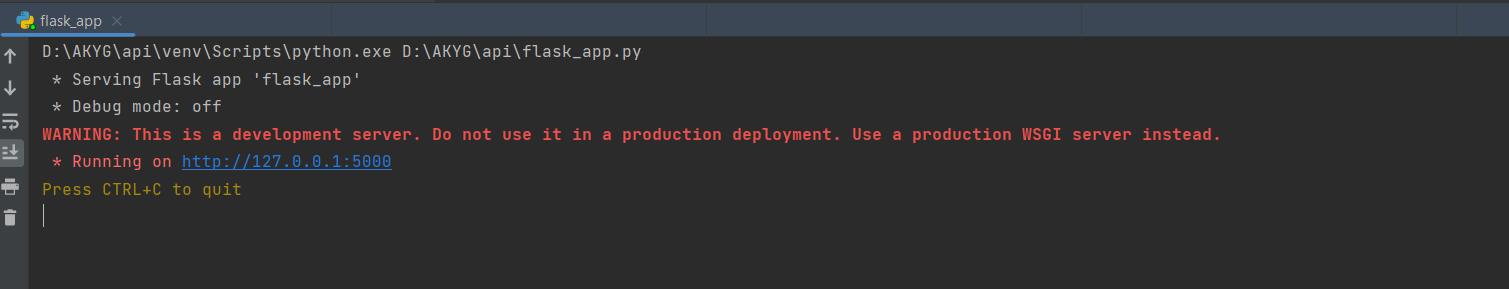 flask_app
D:\AKYG\api\venv\Scripts\python.exe D:\AKYG\api\flask_app.py
 * Serving Flask app 'flask_app'
 * Debug mode: off
WARNING: This is a development server. Do not use it in a production deployment. Use a production WSGI server instead.
 * Running on http://127.0.0.1:5000
Press CTRL+C to quit